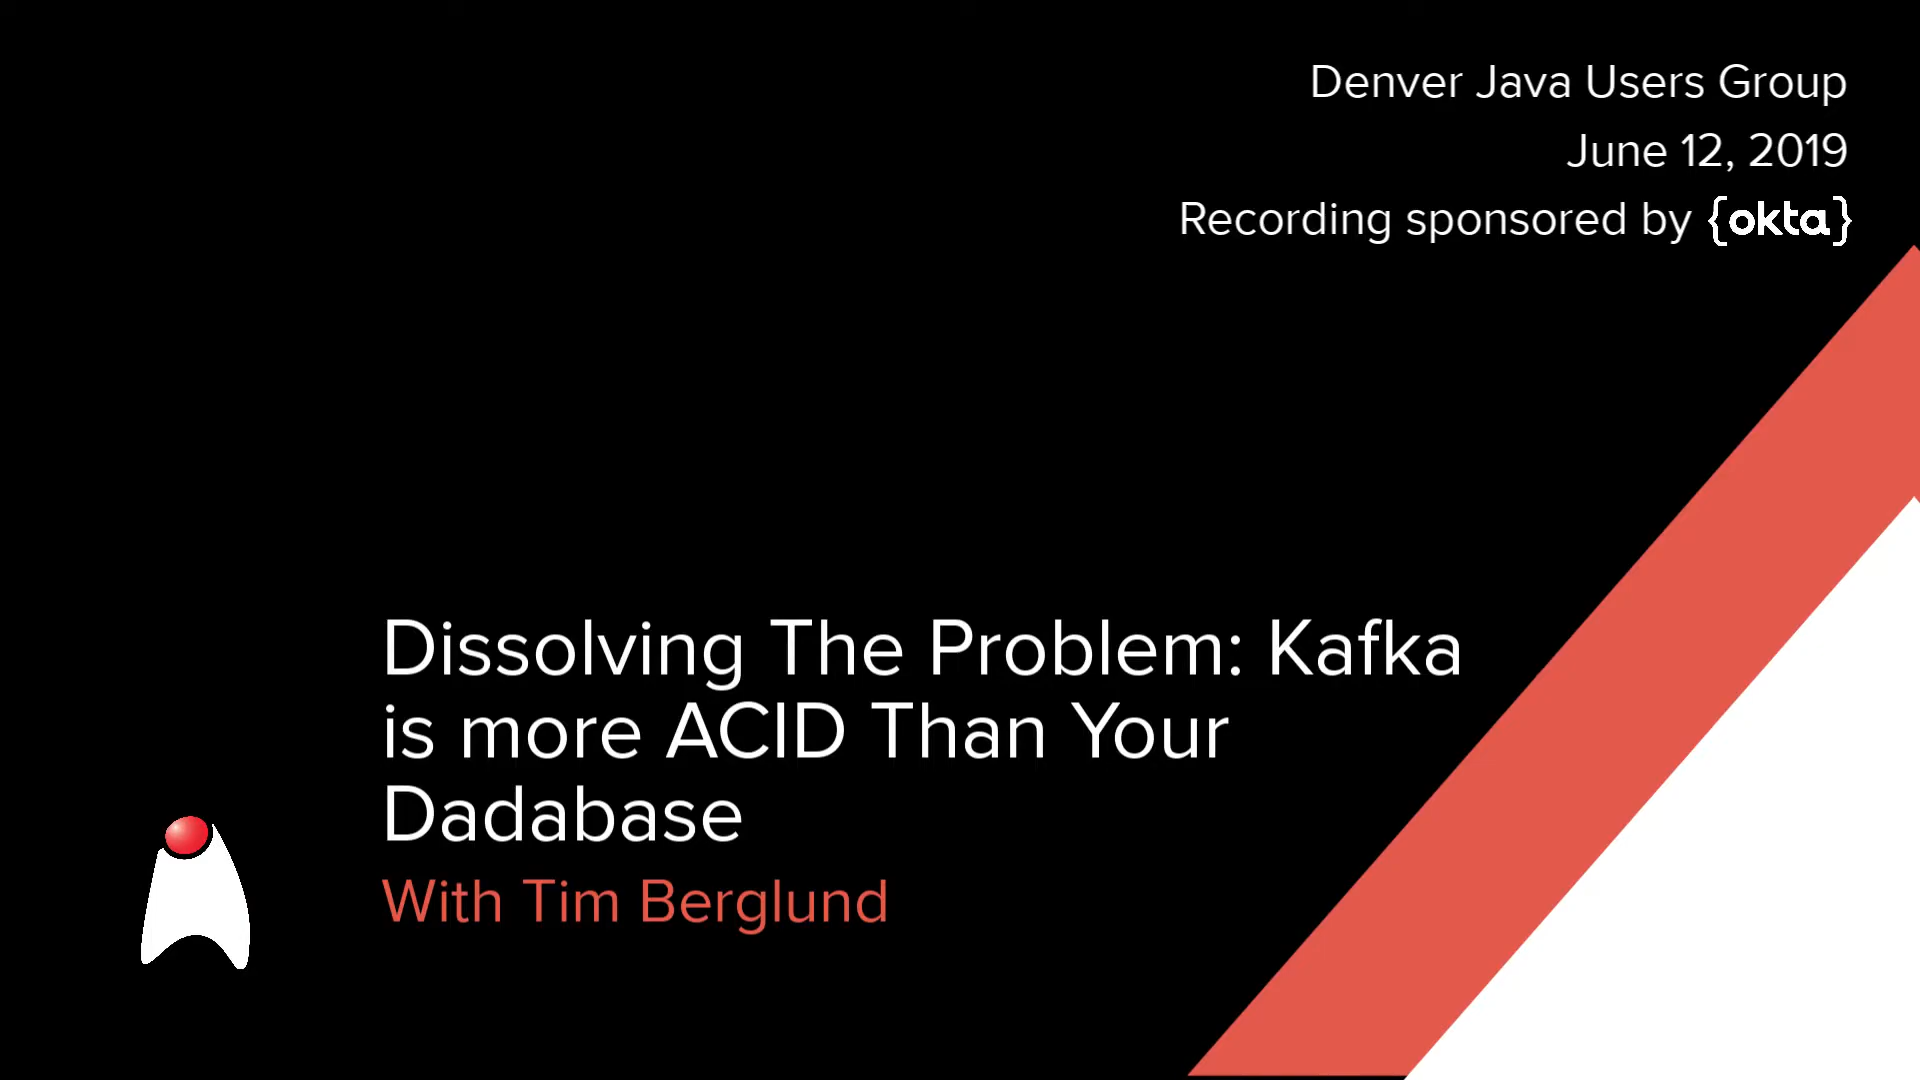 Denver Java Users Group
June 12, 2019
Recording sponsored by {okta}
Dissolving The Problem: Kafka
is more ACID Than Your
Dadabase
With Tim Berglund